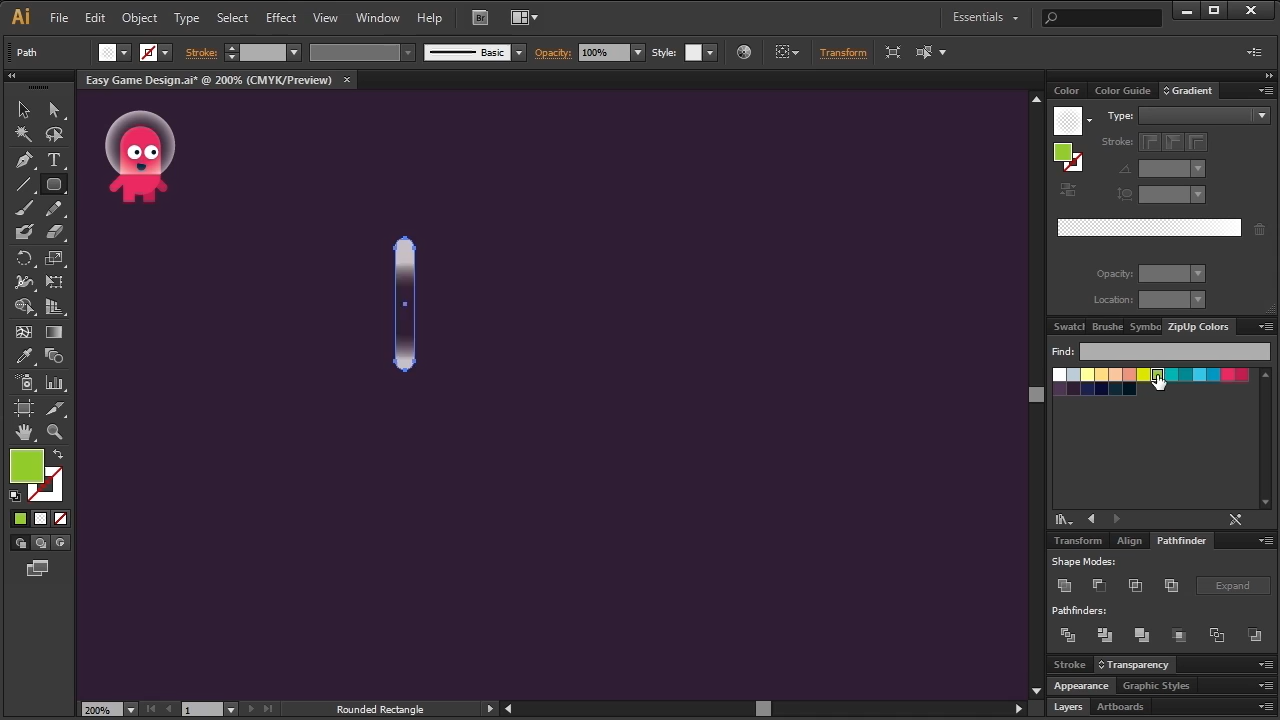 Ai File Edit Object Type Select Effect View Window Help Br Essentials
Path Stroke: Basic Opacity: 100% Style: Transform
Easy Game Design.ai* @ 200% (CMYK/Preview) ×
Color Color Guide Gradient
Type:
Stroke:
Opacity:
Location:
Swatcl Brushe Symbo ZipUp Colors
Find:
Transform Align Pathfinder
Shape Modes:
Expand
Pathfinders:
Stroke Transparency
Appearance Graphic Styles
Layers Artboards
200% 1 Rounded Rectangle